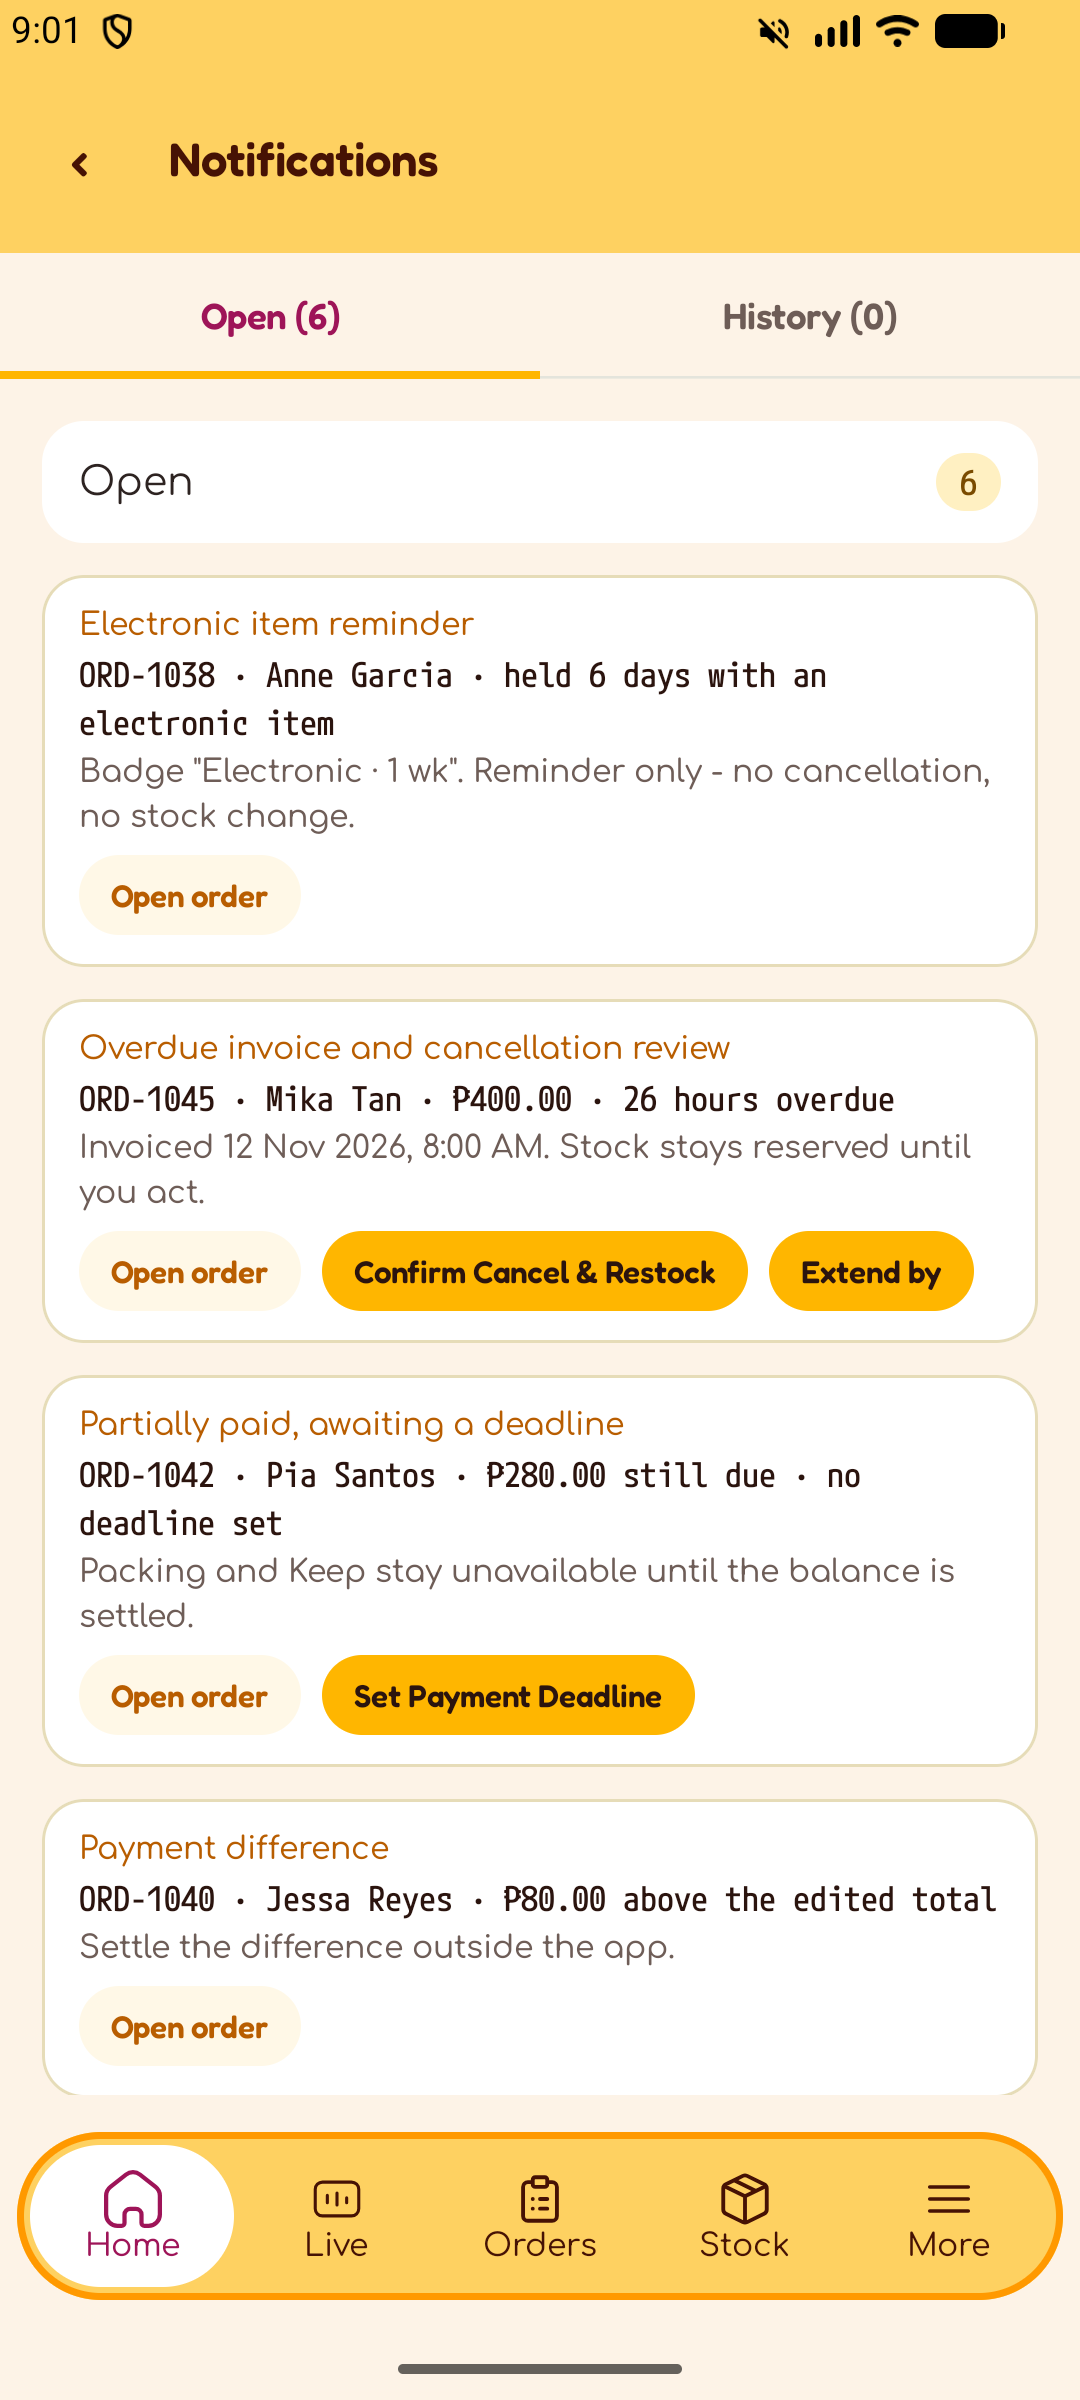 9:01
Notifications
Open (6)
History (0)
Open
6
Electronic item reminder
ORD-1038 · Anne Garcia · held 6 days with an
electronic item
Badge "Electronic · 1 wk". Reminder only - no cancellation,
no stock change.
Open order
Overdue invoice and cancellation review
ORD-1045 · Mika Tan · ₱400.00 · 26 hours overdue
Invoiced 12 Nov 2026, 8:00 AM. Stock stays reserved until
you act.
Open order
Confirm Cancel & Restock
Extend by
Partially paid, awaiting a deadline
ORD-1042 · Pia Santos · ₱280.00 still due · no
deadline set
Packing and Keep stay unavailable until the balance is
settled.
Open order
Set Payment Deadline
Payment difference
ORD-1040 · Jessa Reyes · ₱80.00 above the edited total
Settle the difference outside the app.
Open order
Home
Live
Orders
Stock
More